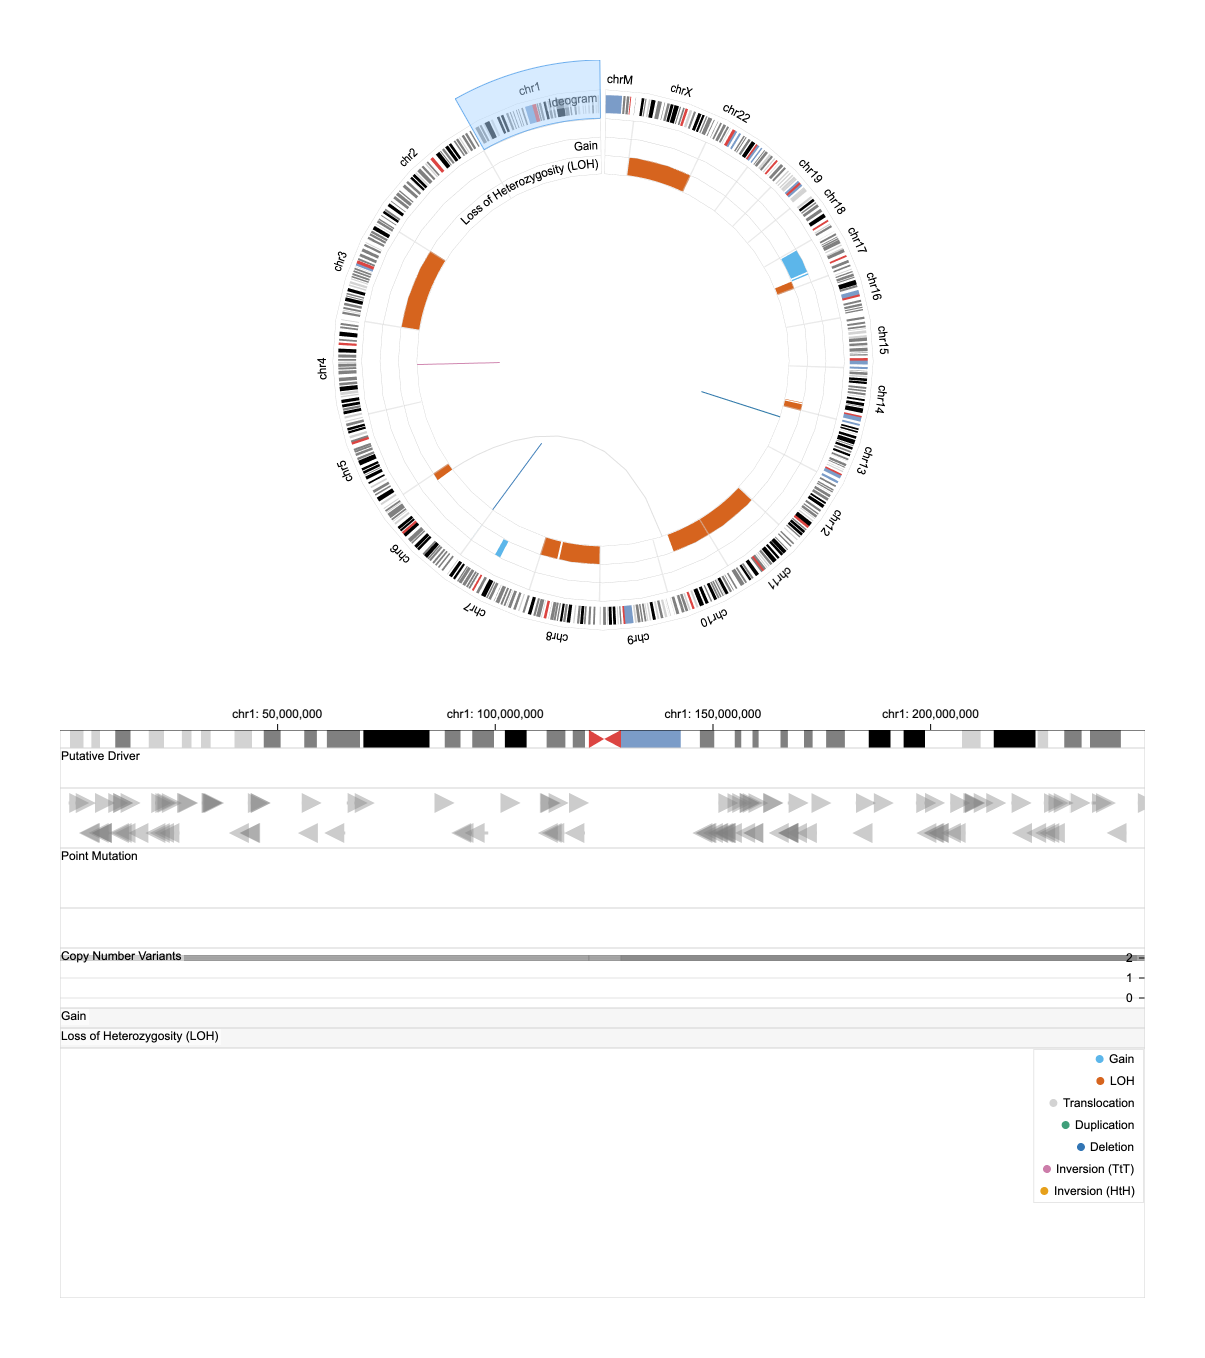 chr1
Ideogram
chrM
chrX
chr22
chr19
chr18
chr17
chr16
chr15
chr14
chr13
chr12
chr11
chr10
chr9
chr8
chr7
chr6
chr5
chr4
chr3
chr2
Gain
Loss of Heterozygosity (LOH)
chr1: 50,000,000
chr1: 100,000,000
chr1: 150,000,000
chr1: 200,000,000
Putative Driver
Point Mutation
Copy Number Variants
2
1
0
Gain
Loss of Heterozygosity (LOH)
Gain
LOH
Translocation
Duplication
Deletion
Inversion (TtT)
Inversion (HtH)